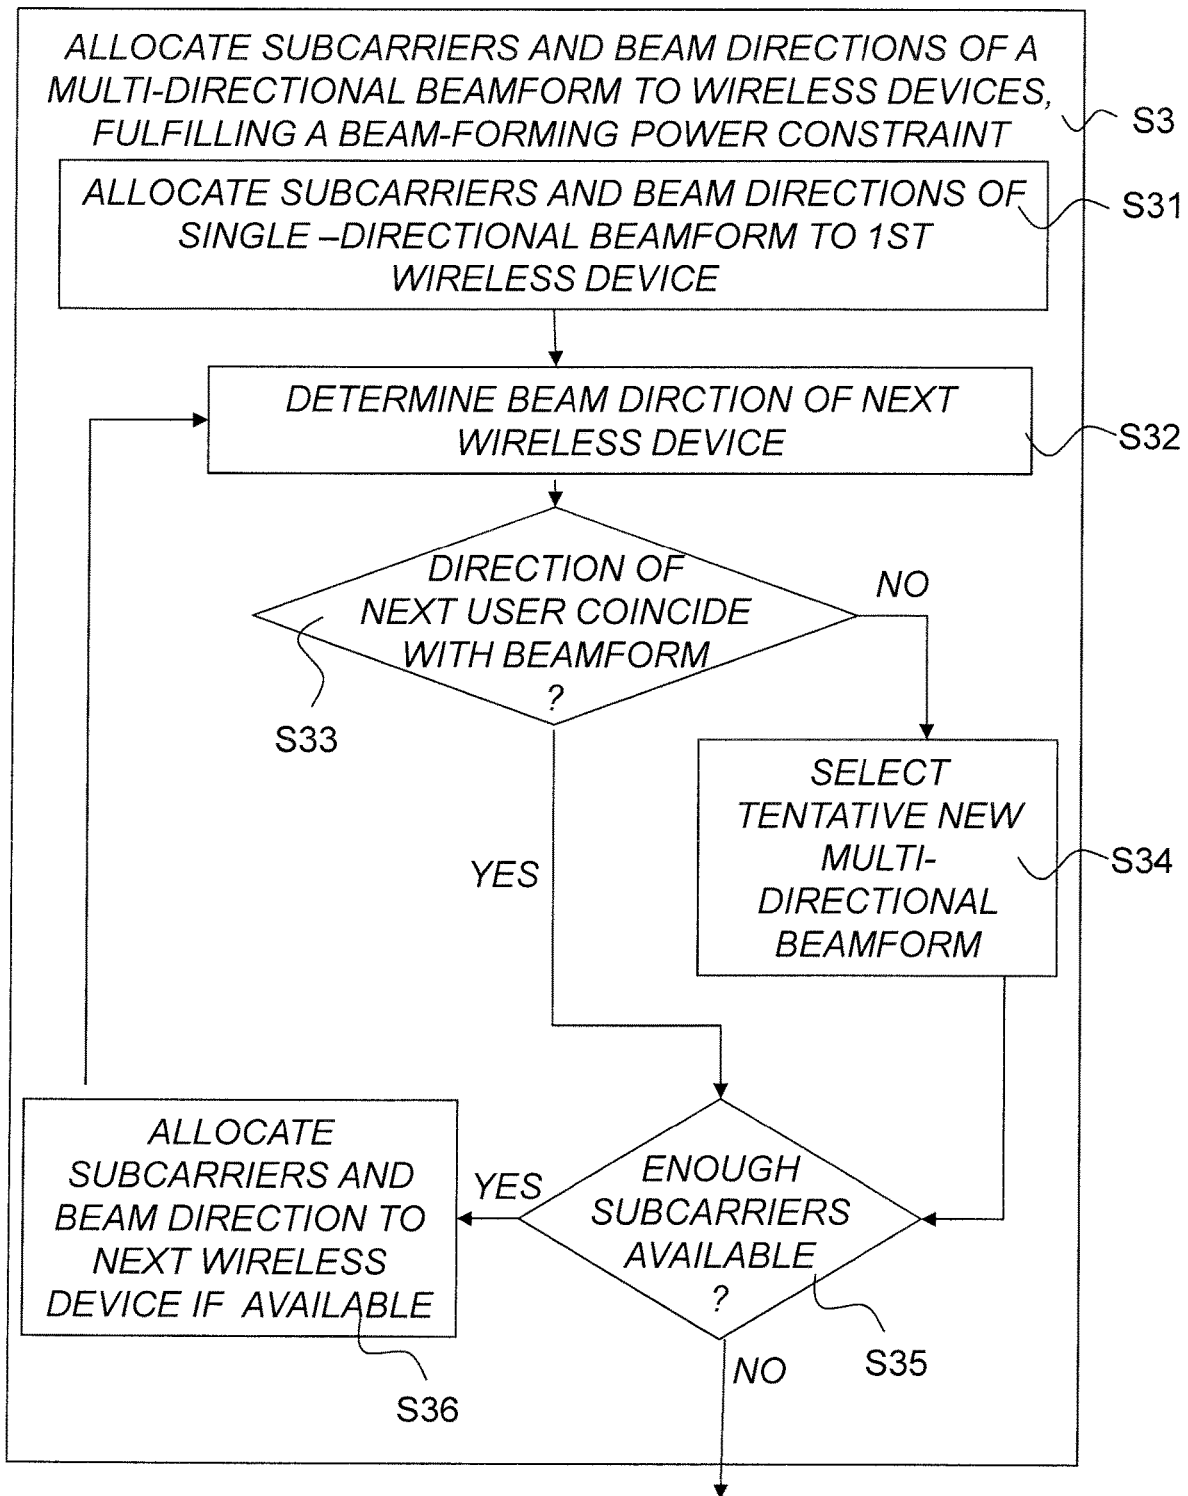 ALLOCATE SUBCARRIERS AND BEAM DIRECTIONS OF A
MULTI-DIRECTIONAL BEAMFORM TO WIRELESS DEVICES,
FULFILLING A BEAM-FORMING POWER CONSTRAINT
S3
ALLOCATE SUBCARRIERS AND BEAM DIRECTIONS OF
SINGLE –DIRECTIONAL BEAMFORM TO 1ST
WIRELESS DEVICE
S31
DETERMINE BEAM DIRCTION OF NEXT
WIRELESS DEVICE
S32
DIRECTION OF
NEXT USER COINCIDE
WITH BEAMFORM
?
S33
NO
YES
SELECT
TENTATIVE NEW
MULTI-
DIRECTIONAL
BEAMFORM
S34
ENOUGH
SUBCARRIERS
AVAILABLE
?
S35
YES
NO
ALLOCATE
SUBCARRIERS AND
BEAM DIRECTION TO
NEXT WIRELESS
DEVICE IF AVAILABLE
S36